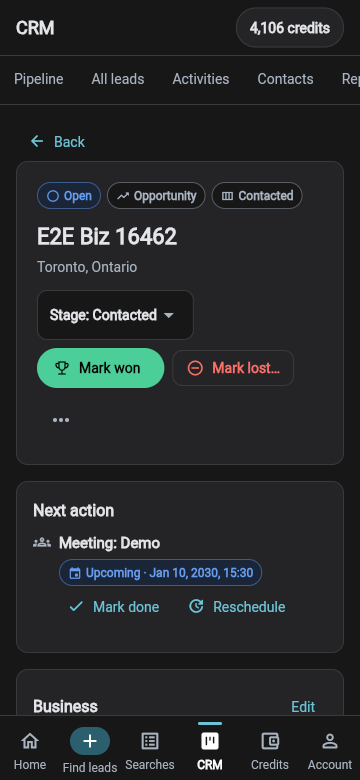 CRM
4,106 credits
Pipeline All leads Activities Contacts Rep
Back
Open Opportunity Contacted
E2E Biz 16462
Toronto, Ontario
Stage: Contacted
Mark won Mark lost...
Next action
Meeting: Demo
Upcoming · Jan 10, 2030, 15:30
Mark done Reschedule
Business Edit
Home Find leads Searches CRM Credits Account